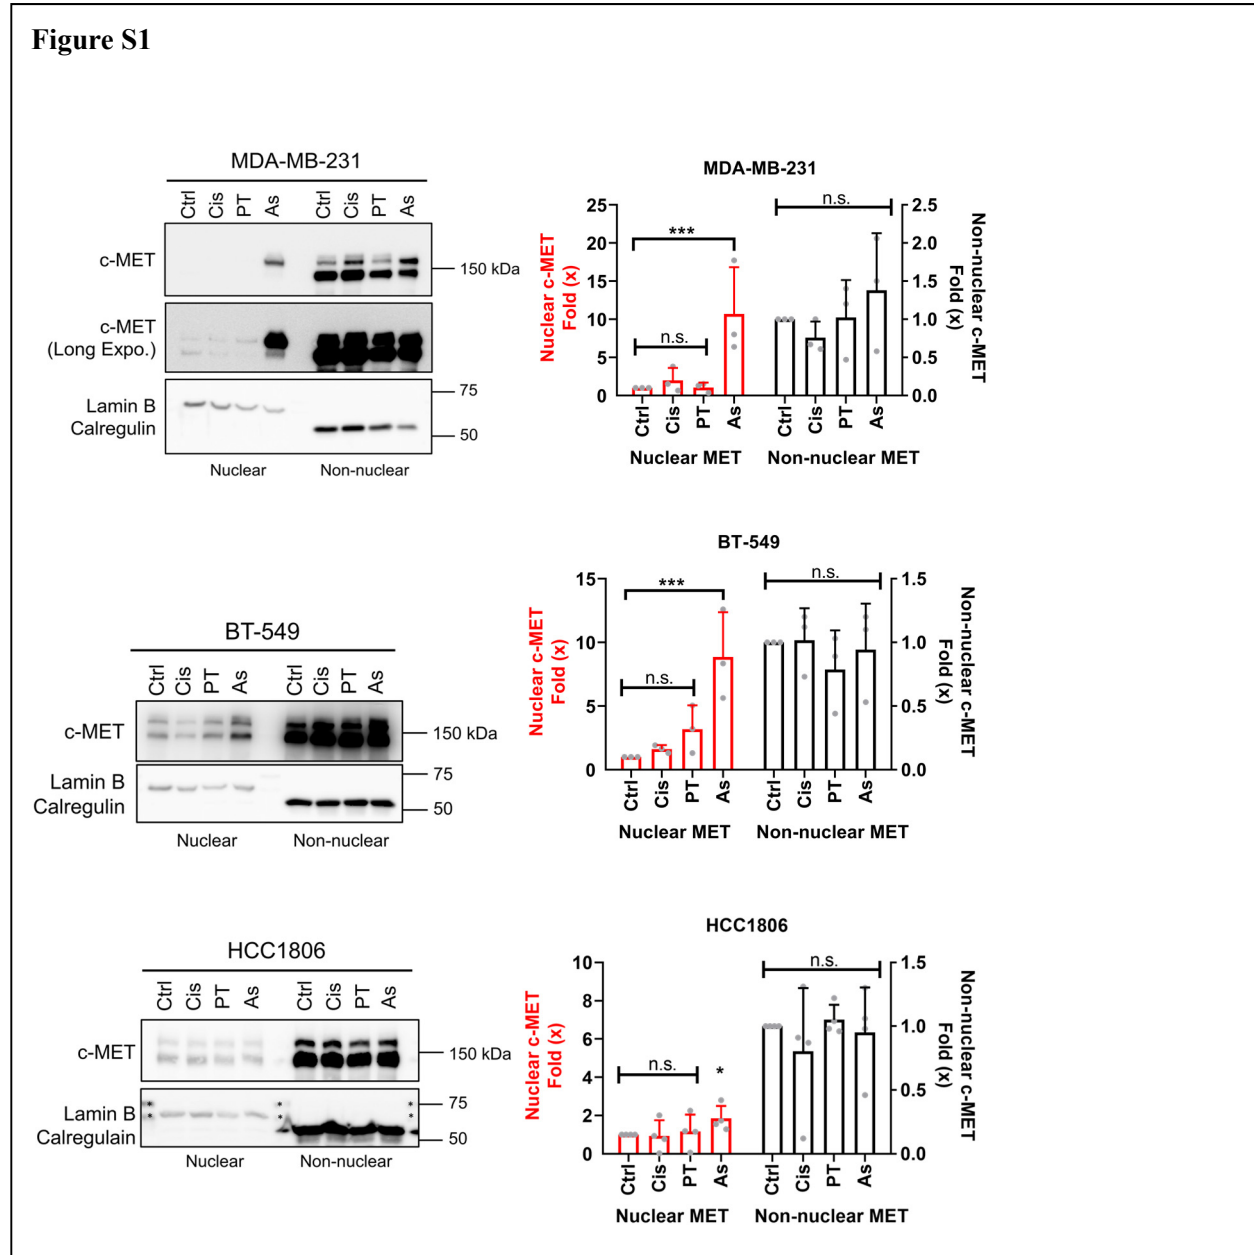 Figure S1
MDA-MB-231
Ctrl Cis PT As Ctrl Cis PT As
c-MET
150 kDa
c-MET
(Long Expo.)
Lamin B
Calregulin
75
50
Nuclear Non-nuclear
MDA-MB-231
Nuclear c-MET
Fold (x)
25
20
15
10
5
0
***
n.s.
n.s.
2.5
2.0
1.5
1.0
0.5
0.0
Non-nuclear c-MET
Fold (x)
Ctrl Cis PT As Ctrl Cis PT As
Nuclear MET Non-nuclear MET
BT-549
Ctrl Cis PT As Ctrl Cis PT As
c-MET
150 kDa
Lamin B
Calregulin
75
50
Nuclear Non-nuclear
BT-549
Nuclear c-MET
Fold (x)
15
10
5
0
***
n.s.
n.s.
1.5
1.0
0.5
0.0
Non-nuclear c-MET
Fold (x)
Ctrl Cis PT As Ctrl Cis PT As
Nuclear MET Non-nuclear MET
HCC1806
Ctrl Cis PT As Ctrl Cis PT As
c-MET
150 kDa
Lamin B
Calregulain
* * *
* * *
75
50
Nuclear Non-nuclear
HCC1806
Nuclear c-MET
Fold (x)
10
8
6
4
2
0
n.s.
*
n.s.
1.5
1.0
0.5
0.0
Non-nuclear c-MET
Fold (x)
Ctrl Cis PT As Ctrl Cis PT As
Nuclear MET Non-nuclear MET